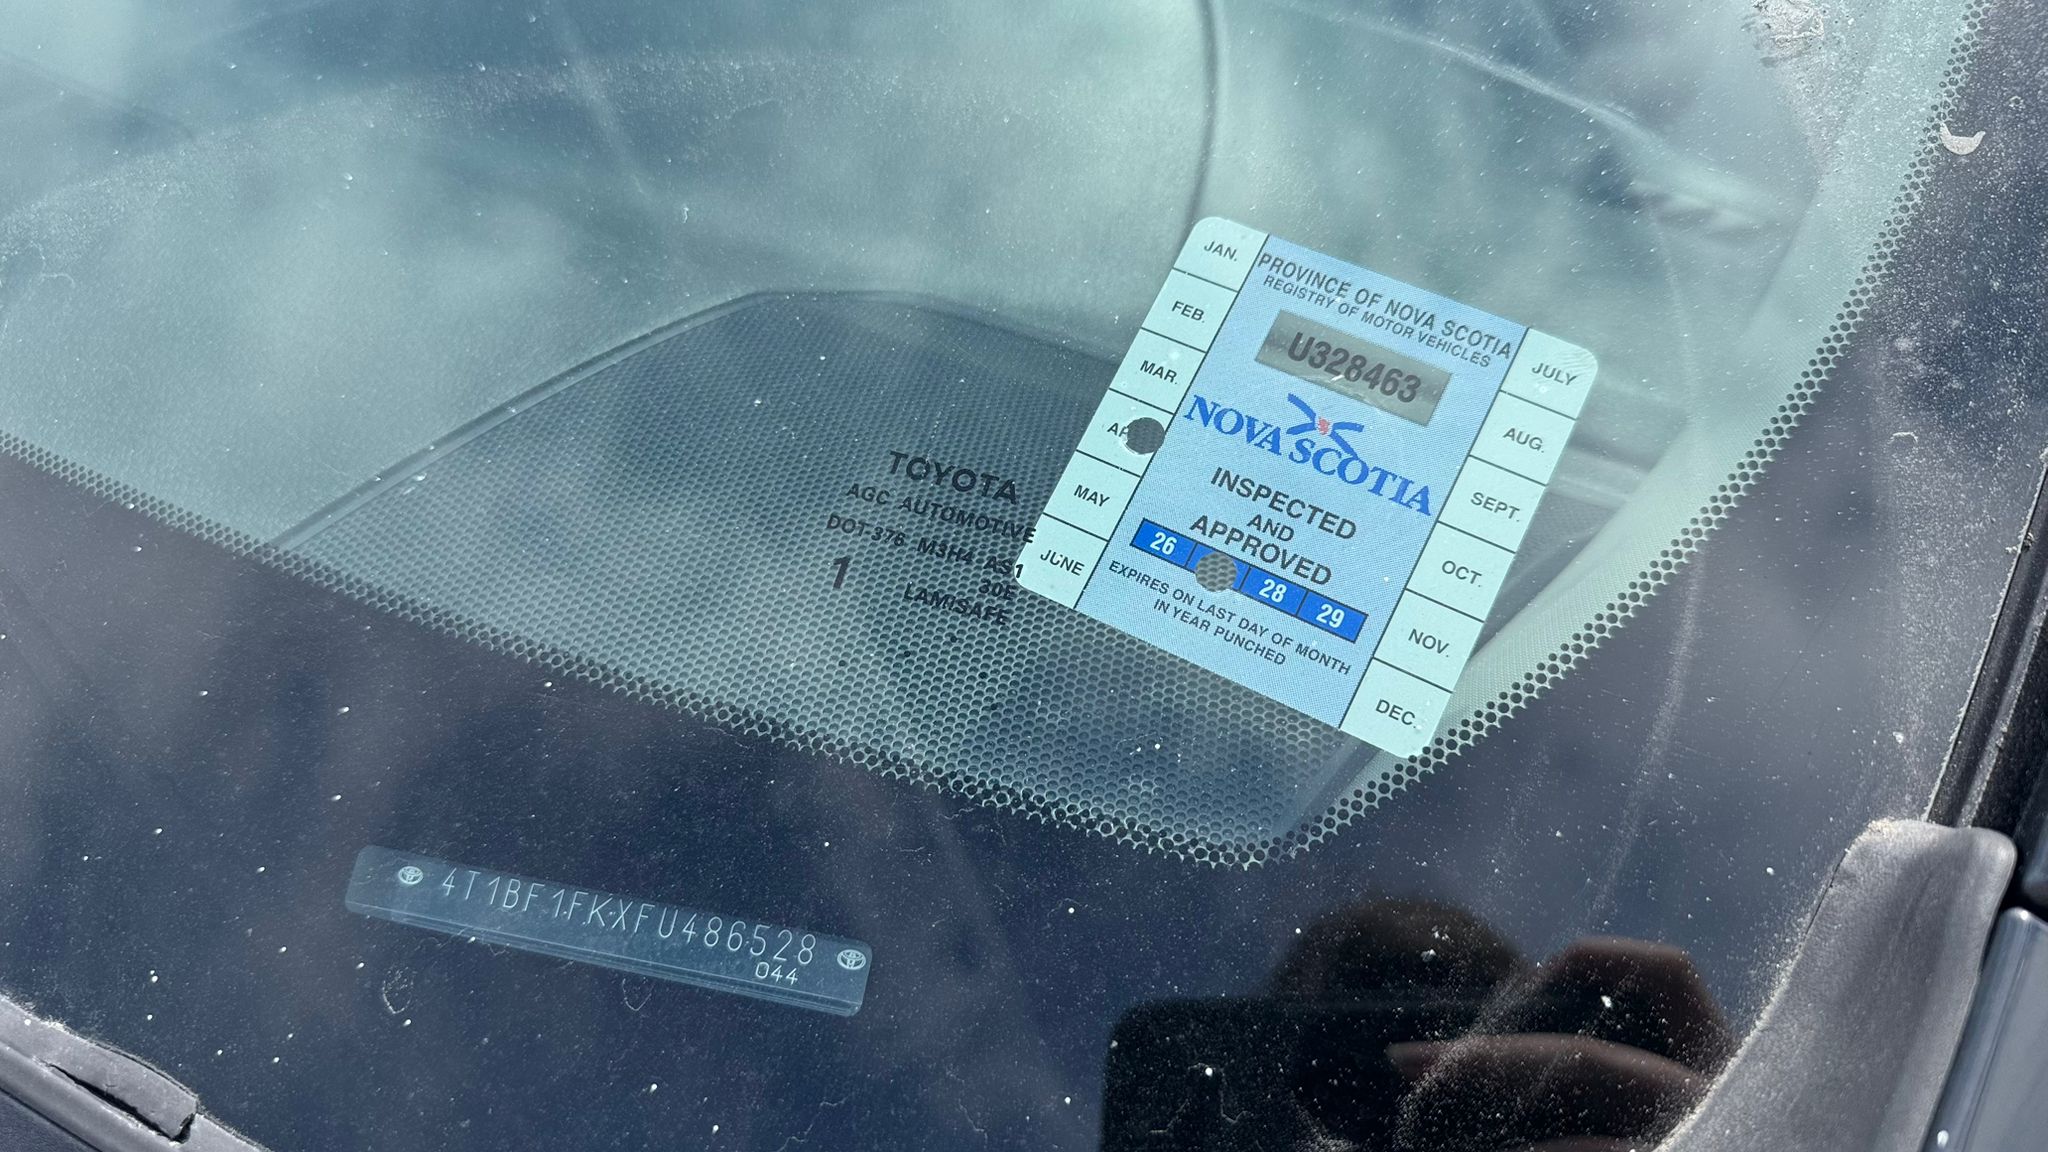 JAN.
FEB.
MAR.
MAY
JUNE
PROVINCE OF NOVA SCOTIA
REGISTRY OF MOTOR VEHICLES
U328463
NOVA SCOTIA
INSPECTED
AND
APPROVED
26 28 29
EXPIRES ON LAST DAY OF MONTH
IN YEAR PUNCHED
JULY
AUG.
SEPT.
OCT.
NOV.
DEC.
TOYOTA
AGC AUTOMOTIVE
DOT-376 M3H4 AS1
1 30E
LAMISAFE
4T1BF1FKXFU486528
044